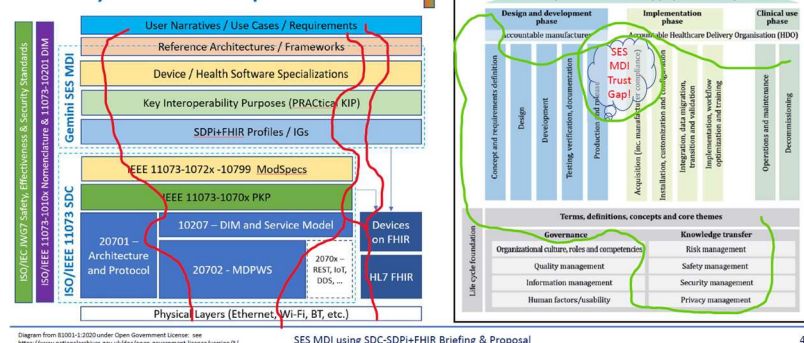 User Narratives / Use Cases / Requirements
Reference Architectures / Frameworks
Device / Health Software Specializations
Key Interoperability Purposes (PRACtical KIP)
SDPi+FHIR Profiles / IGs
IEEE 11073-1072x -10799 ModSpecs
IEEE 11073-1070x PKP
20701 –
Architecture
and Protocol
10207 – DIM and Service Model
20702 - MDPWS
2070x –
REST, IoT,
DDS, ...
Devices
on FHIR
HL7 FHIR
Physical Layers (Ethernet, Wi-Fi, BT, etc.)
ISO/IEC JWG7 Safety, Effectiveness & Security Standards
ISO/IEEE 11073-1010x Nomenclature & 11073-10201 DIM
Gemini SES MDI
ISO/IEEE 11073 SDC
Design and development
phase
Implementation
phase
Clinical use
phase
Accountable manufacturer
Accountable Healthcare Delivery Organisation (HDO)
SES
MDI
Trust
Gap!
Concept and requirements definition
Design
Development
Testing, verification, documentation
Production and release
Acquisition (inc. manufacturer compliance)
Installation, customization and configuration
Integration, data migration,
transition and validation
Implementation, workflow
optimization and training
Operations and maintenance
Decommissioning
Life cycle foundation
Terms, definitions, concepts and core themes
Governance
Organizational culture, roles and competencies
Quality management
Information management
Human factors/usability
Knowledge transfer
Risk management
Safety management
Security management
Privacy management
Diagram from 81001-1:2020 under Open Government License: see
SES MDI using SDC-SDPi+FHIR Briefing & Proposal
4